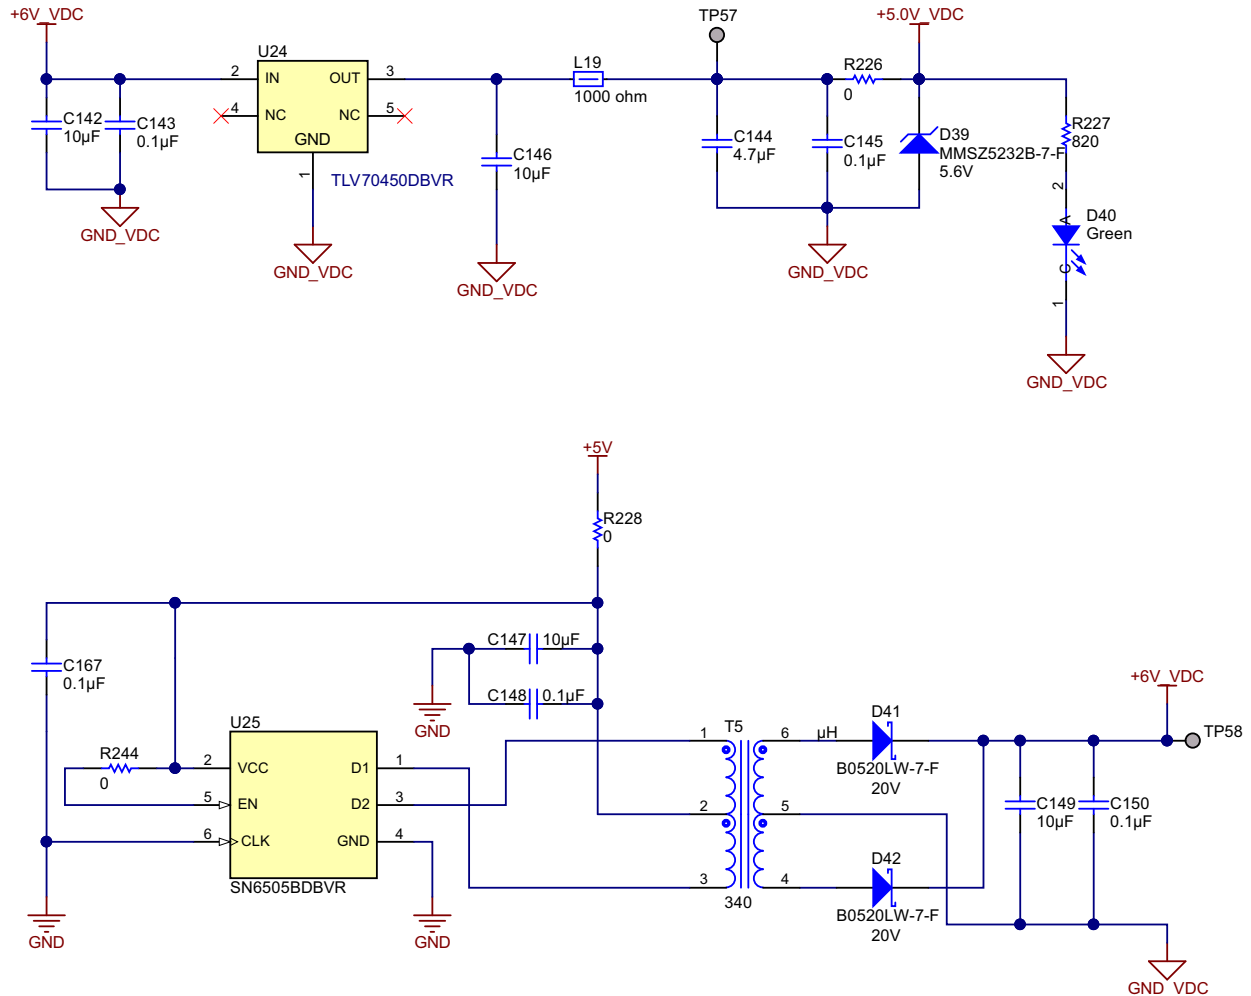 +6V_VDC
TP57
+5.0V_VDC
U24
2 IN OUT 3
4 NC NC 5
GND
1
TLV70450DBVR
C142
10µF
C143
0.1µF
GND_VDC
GND_VDC
C146
10µF
GND_VDC
L19
1000 ohm
C144
4.7µF
C145
0.1µF
GND_VDC
R226
0
D39
MMSZ5232B-7-F
5.6V
R227
820
2
A
D40
Green
C
1
GND_VDC
+5V
R228
0
C147 10µF
C148 0.1µF
GND
C167
0.1µF
R244
0
U25
2 VCC D1 1
5 EN D2 3
6 CLK GND 4
SN6505BDBVR
GND
GND
T5
1 6
2 5
3 4
340
µH
D41
B0520LW-7-F
20V
D42
B0520LW-7-F
20V
+6V_VDC
TP58
C149
10µF
C150
0.1µF
GND_VDC